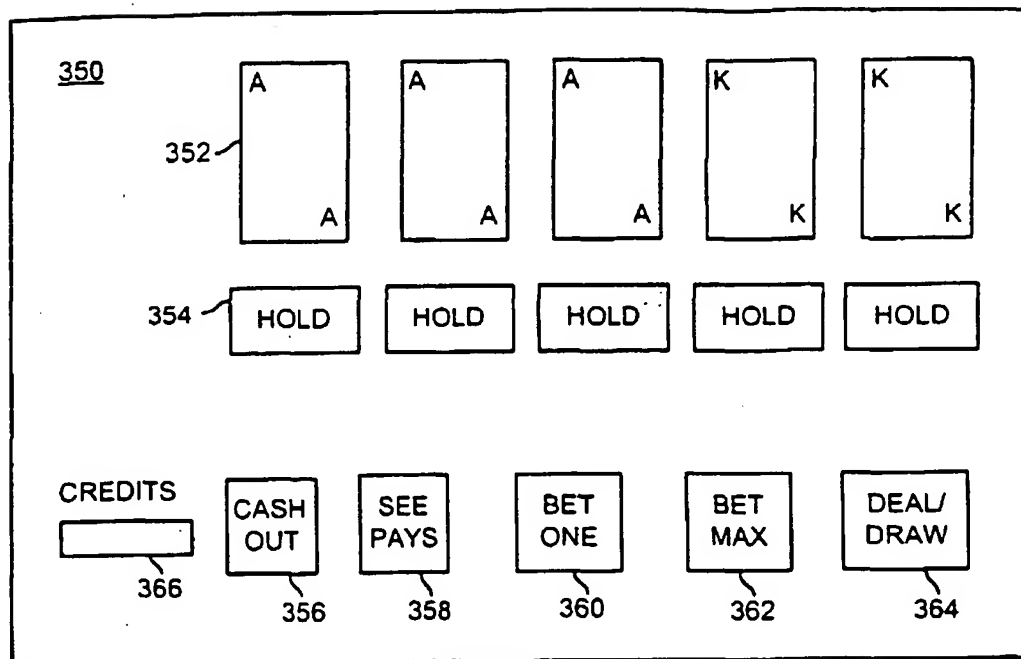 350
A A A K K
352
A A A K K
354
HOLD HOLD HOLD HOLD HOLD
CREDITS
CASH OUT
SEE PAYS
BET ONE
BET MAX
DEAL/ DRAW
366
356
358
360
362
364